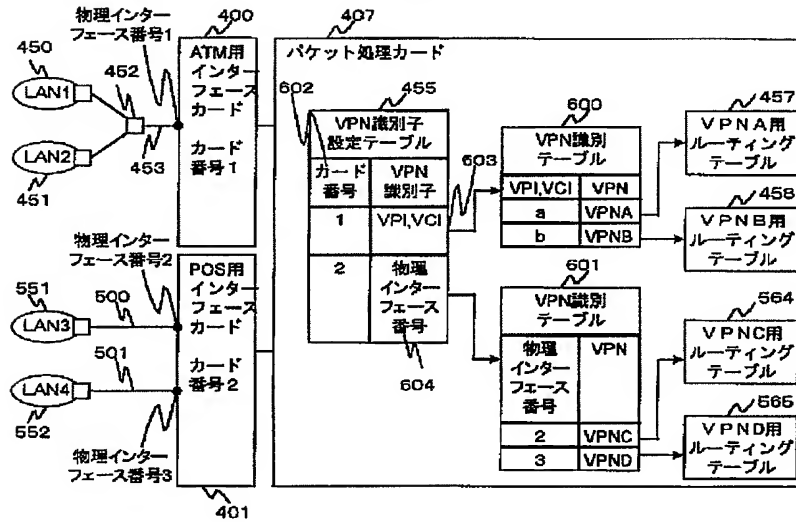 物理インター
フェース番号1
400
407
450
LAN1
452
ATM用
インター
フェース
カード
カード
番号1
453
LAN2
451
パケット処理カード
602
455
VPN識別子
設定テーブル
カード
番号
VPN
識別子
1
VPI,VCI
2
物理
インター
フェース
番号
603
604
600
VPN識別
テーブル
VPI,VCI
VPN
a
VPNA
b
VPNB
457
VPNA用
ルーティング
テーブル
458
VPNB用
ルーティング
テーブル
物理インター
フェース番号2
551
LAN3
500
POS用
インター
フェース
カード
カード
番号2
501
LAN4
552
物理インター
フェース番号3
401
601
VPN識別
テーブル
物理
インター
フェース
番号
VPN
2
VPNC
3
VPND
564
VPNC用
ルーティング
テーブル
565
VPND用
ルーティング
テーブル